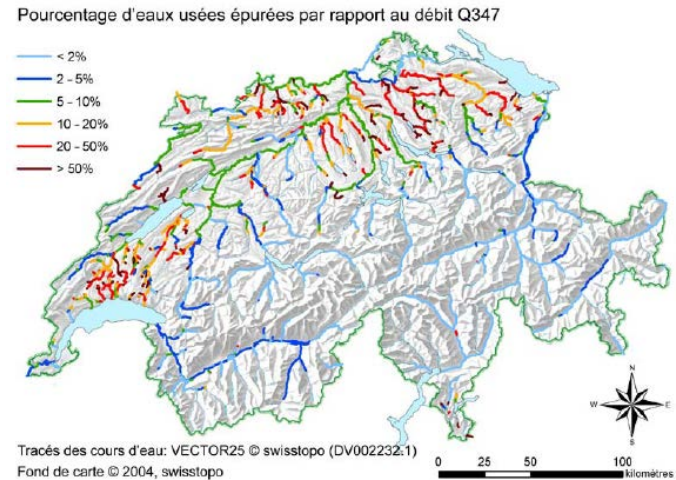 Pourcentage d'eaux usées épurées par rapport au débit Q347
< 2%
2 - 5%
5 - 10%
10 - 20%
20 - 50%
> 50%
N
W E
S
Tracés des cours d'eau: VECTOR25 © swisstopo (DV002232.1)
Fond de carte © 2004, swisstopo
0 25 50 100
kilomètres